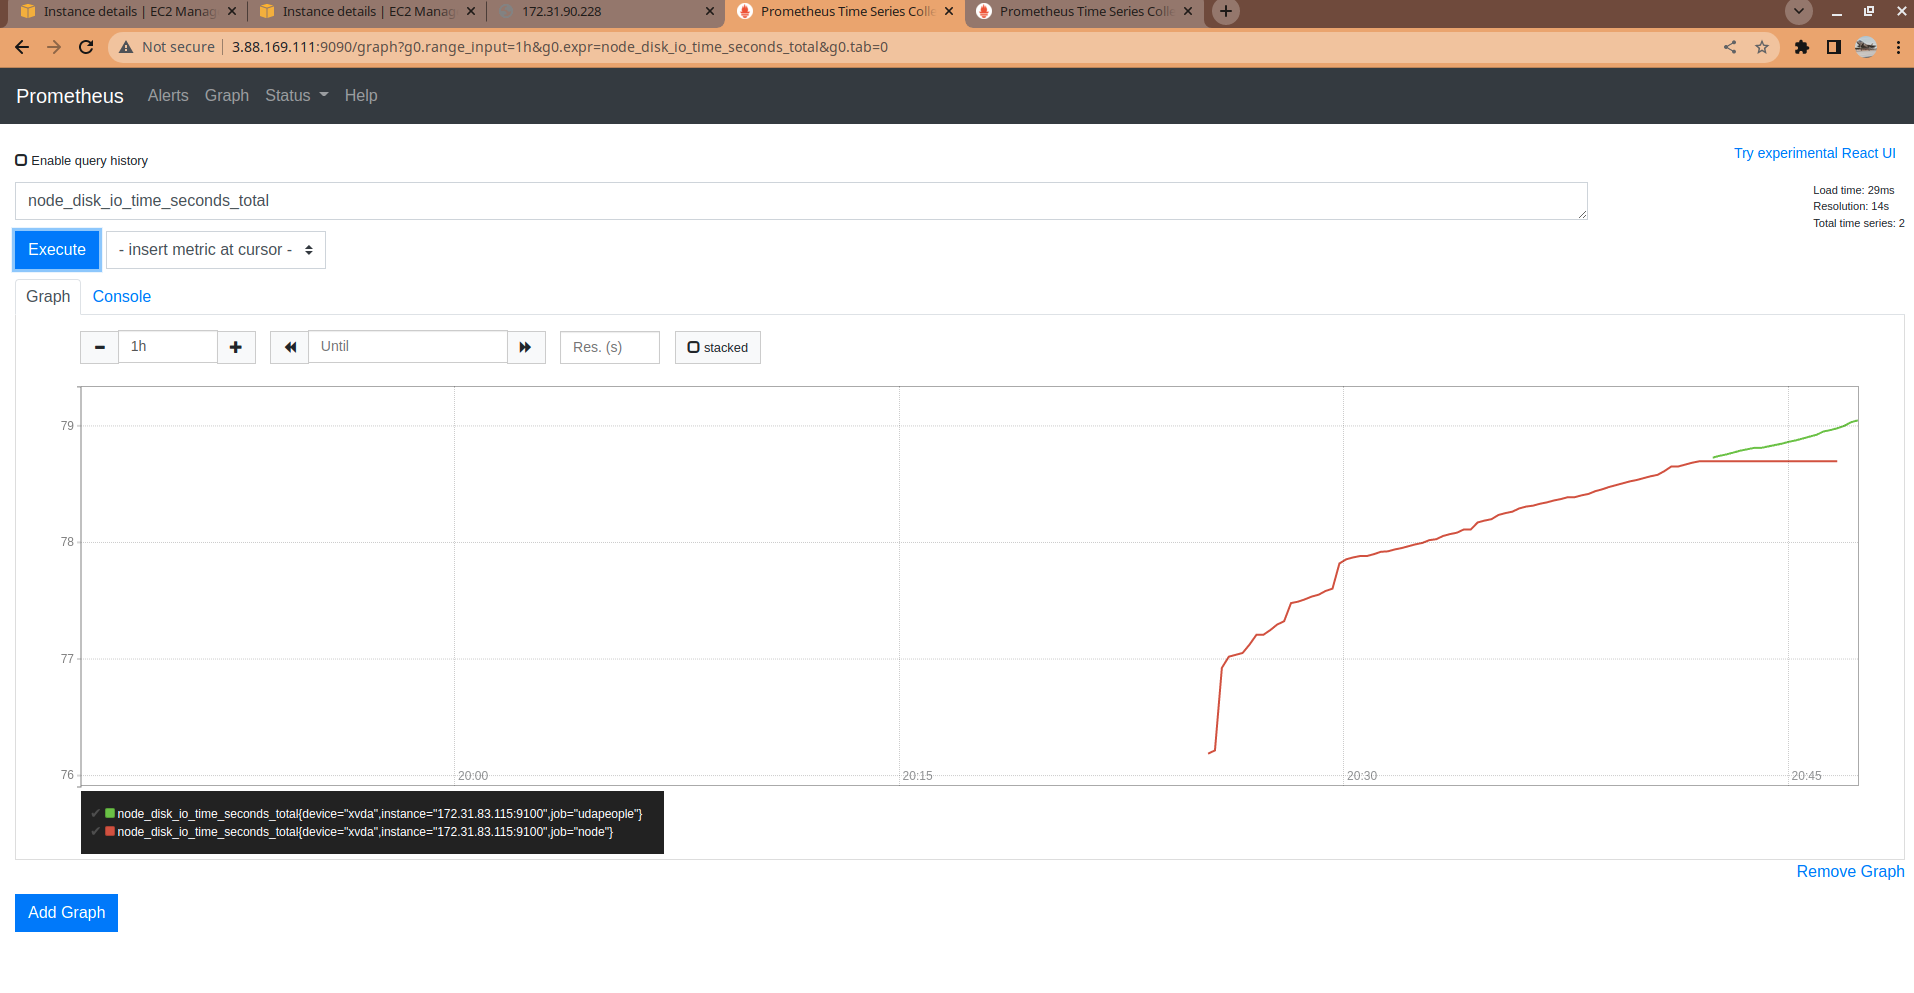 Instance details | EC2 Manag
Instance details | EC2 Manag
172.31.90.228
Prometheus Time Series Colle
Prometheus Time Series Colle
Not secure
3.88.169.111:9090/graph?g0.range_input=1h&g0.expr=node_disk_io_time_seconds_total&g0.tab=0
Prometheus Alerts Graph Status Help
Enable query history
Try experimental React UI
node_disk_io_time_seconds_total
Load time: 29ms
Resolution: 14s
Total time series: 2
Execute
- insert metric at cursor -
Graph Console
1h
Until
Res. (s)
stacked
79
78
77
76
20:00
20:15
20:30
20:45
node_disk_io_time_seconds_total{device="xvda",instance="172.31.83.115:9100",job="udapeople"}
node_disk_io_time_seconds_total{device="xvda",instance="172.31.83.115:9100",job="node"}
Remove Graph
Add Graph